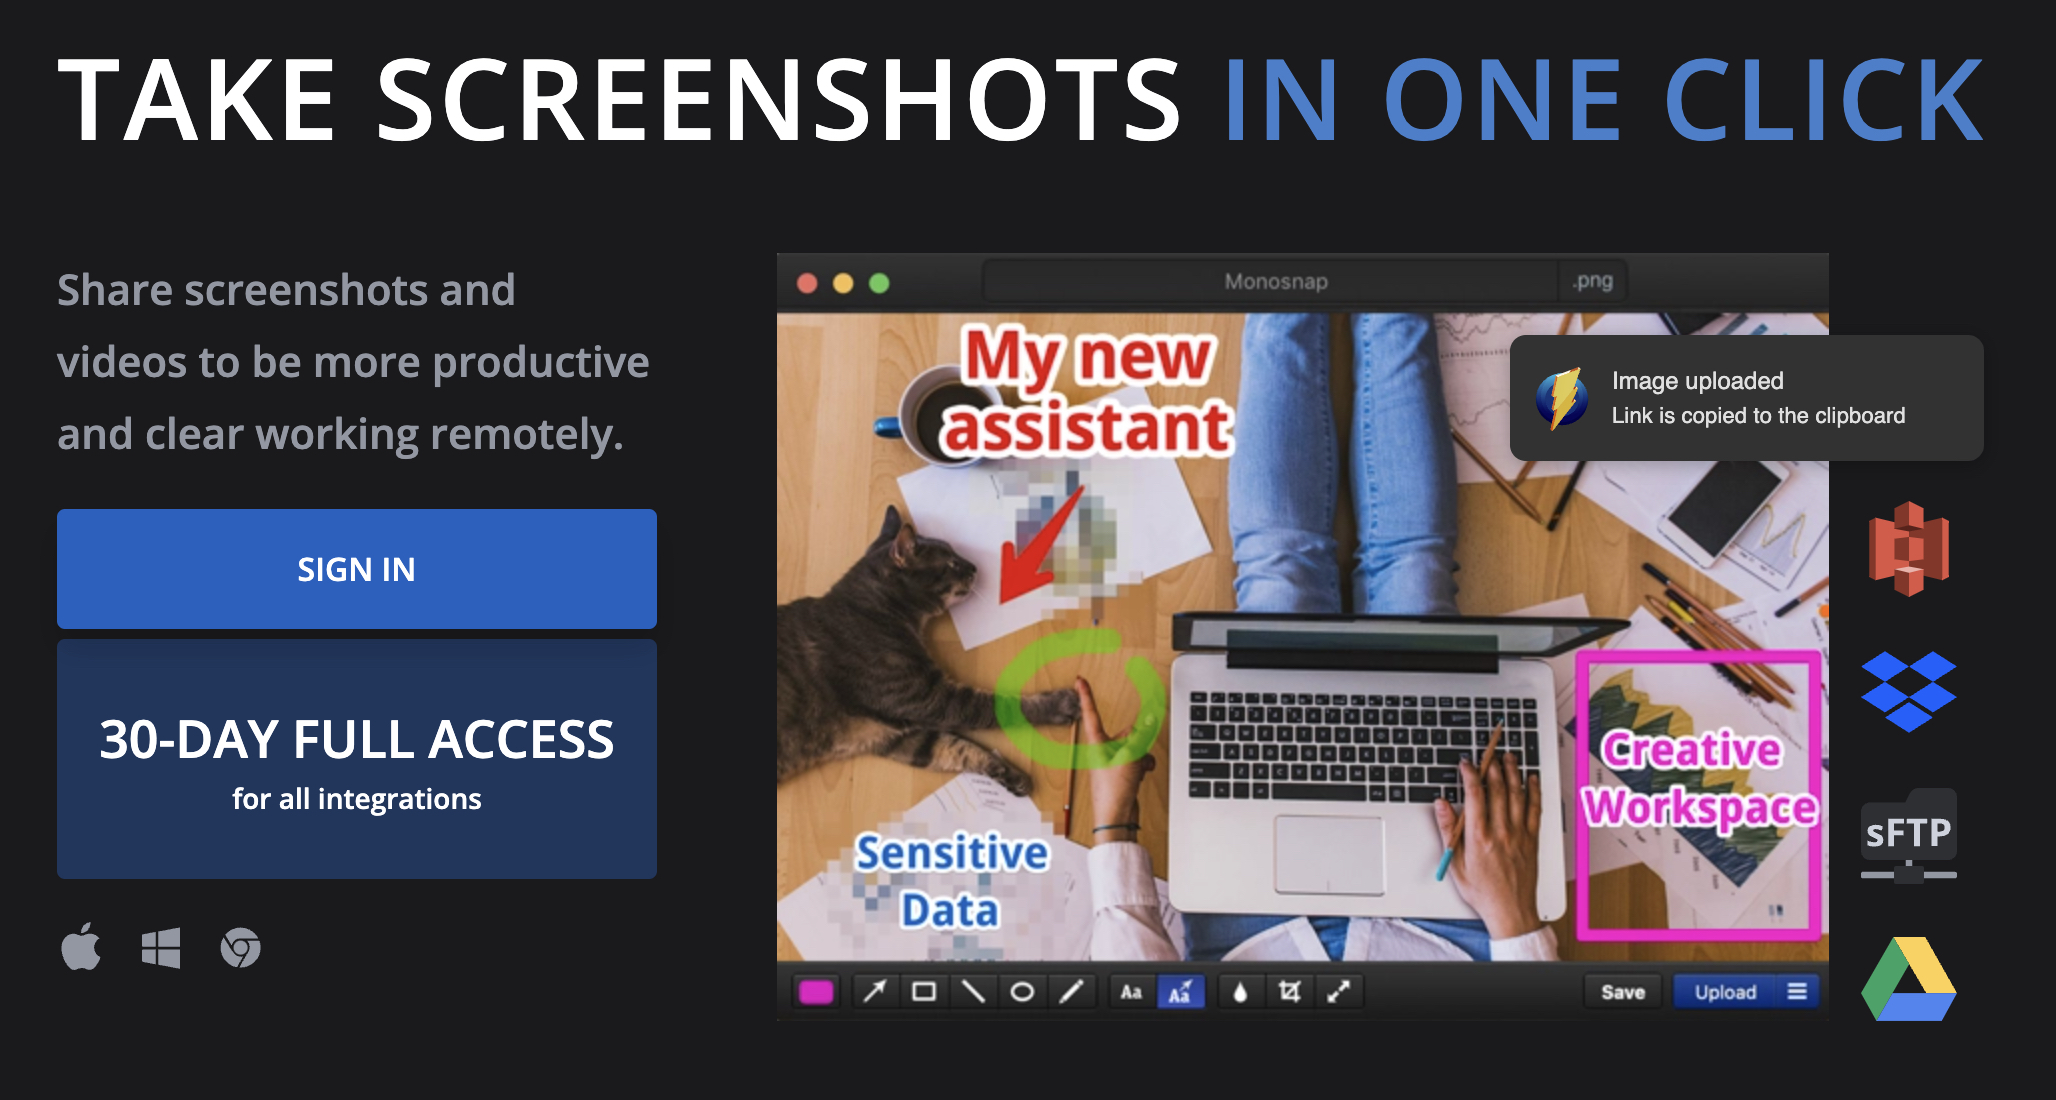 TAKE SCREENSHOTS IN ONE CLICK
Share screenshots and
videos to be more productive
and clear working remotely.
SIGN IN
30-DAY FULL ACCESS
for all integrations
Monosnap
.png
My new
assistant
Image uploaded
Link is copied to the clipboard
Creative
Workspace
Sensitive
Data
sFTP
Aa
Aa
Save
Upload